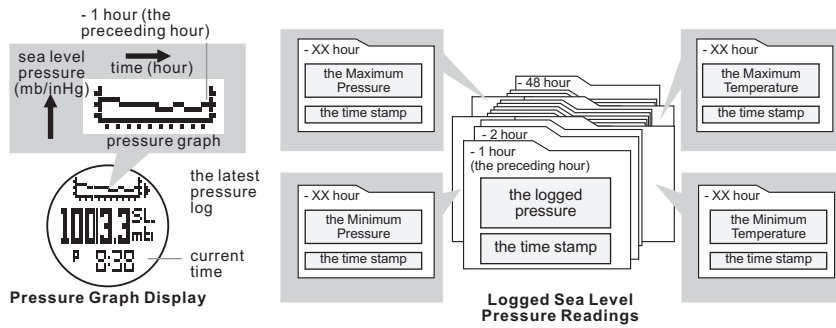 - 1 hour (the
preceeding hour)
sea level
pressure
(mb/inHg)
time (hour)
pressure graph
the latest
pressure
log
1003.3 SL.
mb
P 8:38
current
time
Pressure Graph Display
- XX hour
the Maximum
Pressure
the time stamp
- XX hour
the Minimum
Pressure
the time stamp
- 48 hour
- 2 hour
- 1 hour
(the preceding hour)
the logged
pressure
the time stamp
- XX hour
the Maximum
Temperature
the time stamp
- XX hour
the Minimum
Temperature
the time stamp
Logged Sea Level
Pressure Readings